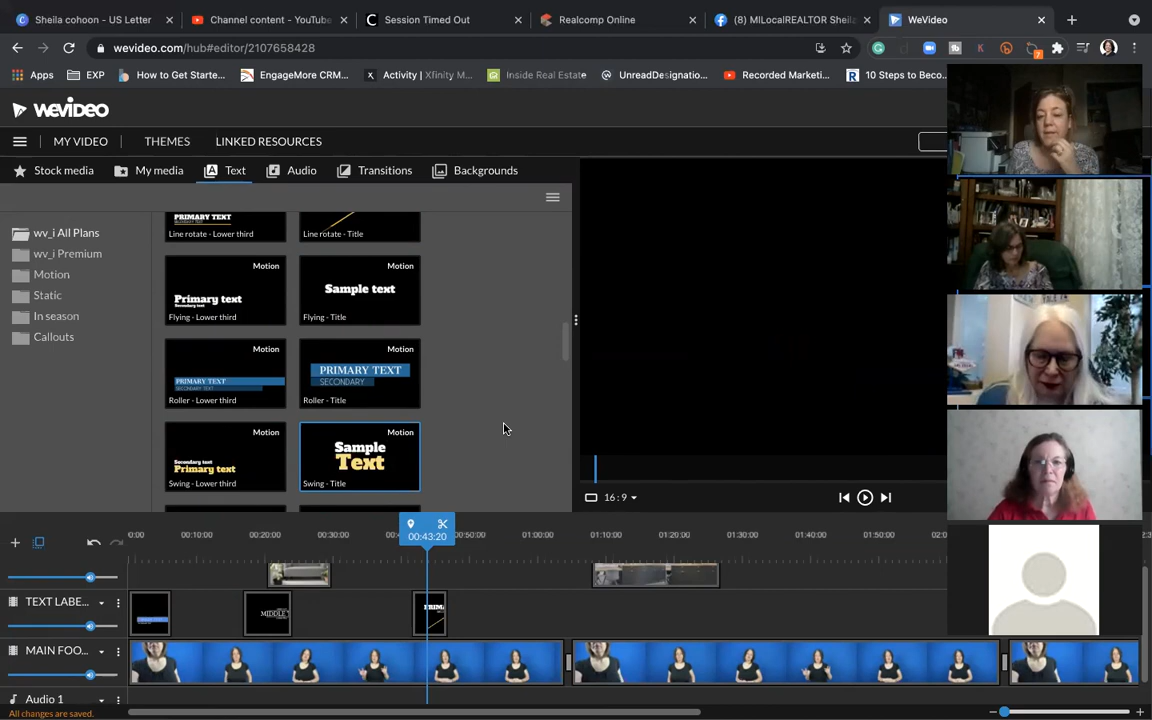 Sheila cohoon - US Letter
Channel content - YouTube
Session Timed Out
Realcomp Online
(8) MILocalREALTOR Sheila
WeVideo
wevideo.com/hub#editor/2107658428
Apps
EXP
How to Get Starte...
EngageMore CRM...
Activity | Xfinity M...
Inside Real Estate
UnreadDesignatio...
Recorded Marketi...
10 Steps to Beco...
wevideo
MY VIDEO
THEMES
LINKED RESOURCES
Stock media
My media
Text
Audio
Transitions
Backgrounds
wv_i All Plans
wv_i Premium
Motion
Static
In season
Callouts
PRIMARY TEXT
Line rotate - Lower third
Line rotate - Title
Motion
Primary text
Secondary text
Flying - Lower third
Motion
Sample text
Flying - Title
Motion
PRIMARY TEXT
Roller - Lower third
Motion
PRIMARY TEXT
SECONDARY
Roller - Title
Motion
Secondary text
Primary text
Swing - Lower third
Motion
Sample
Text
Swing - Title
16:9
00:43:20
0:00
00:10:00
00:20:00
00:30:00
00:50:00
01:00:00
01:10:00
01:20:00
01:30:00
01:40:00
01:50:00
TEXT LABE...
MAIN FOO...
Audio 1
All changes are saved.